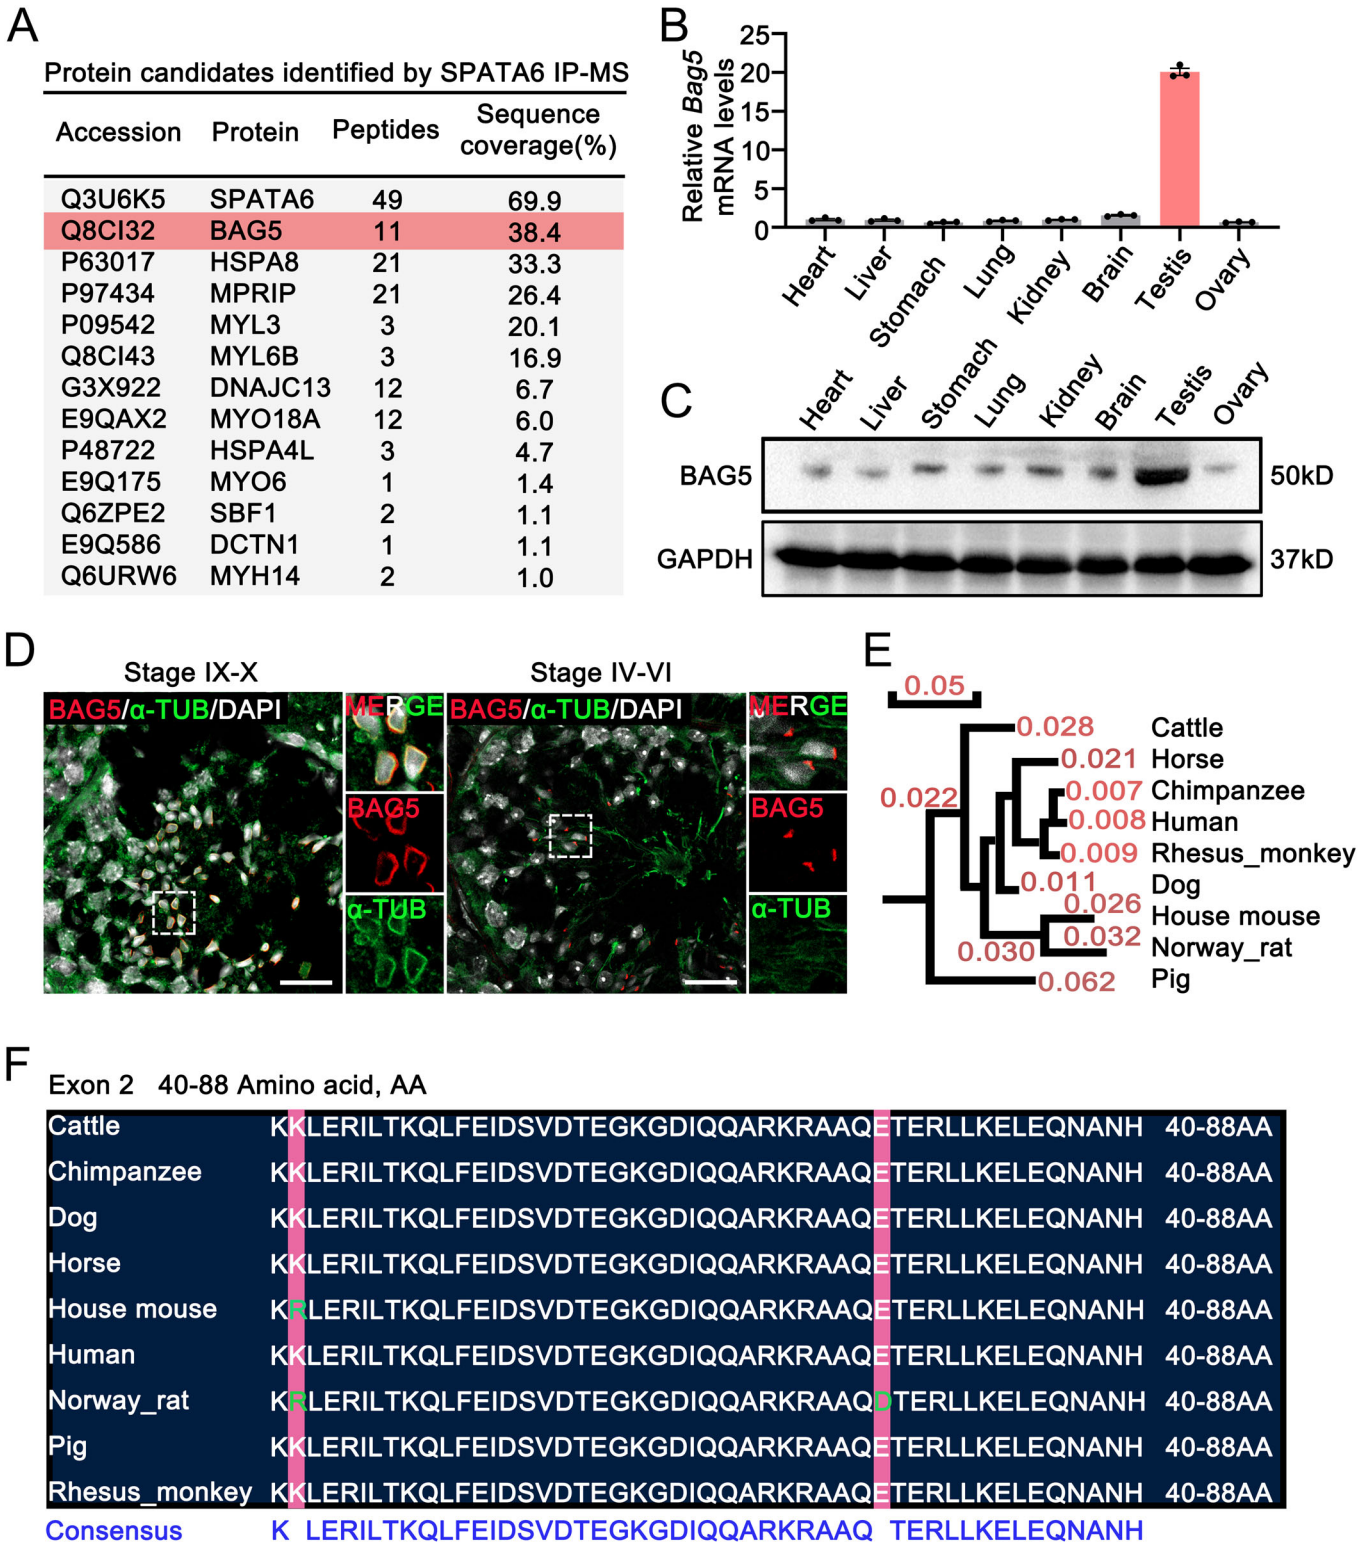 A
Protein candidates identified by SPATA6 IP-MS
Accession Protein Peptides Sequence coverage(%)
Q3U6K5 SPATA6 49 69.9
Q8CI32 BAG5 11 38.4
P63017 HSPA8 21 33.3
P97434 MPRIP 21 26.4
P09542 MYL3 3 20.1
Q8CI43 MYL6B 3 16.9
G3X922 DNAJC13 12 6.7
E9QAX2 MYO18A 12 6.0
P48722 HSPA4L 3 4.7
E9Q175 MYO6 1 1.4
Q6ZPE2 SBF1 2 1.1
E9Q586 DCTN1 1 1.1
Q6URW6 MYH14 2 1.0
B
Relative Bag5
mRNA levels
25
20
15
10
5
0
Heart Liver Stomach Lung Kidney Brain Testis Ovary
C
Heart Liver Stomach Lung Kidney Brain Testis Ovary
BAG5 50kD
GAPDH 37kD
D
Stage IX-X
BAG5/α-TUB/DAPI
MERGE
BAG5
α-TUB
Stage IV-VI
BAG5/α-TUB/DAPI
MERGE
BAG5
α-TUB
E
0.05
0.028 Cattle
0.021 Horse
0.022
0.007 Chimpanzee
0.008 Human
0.009 Rhesus_monkey
0.011 Dog
0.026 House mouse
0.032 Norway_rat
0.030
0.062 Pig
F
Exon 2 40-88 Amino acid, AA
Cattle KKLERILTKQLFEIDSVDTEGKGDIQQARKRAAQETERLLKELEQNANH 40-88AA
Chimpanzee KKLERILTKQLFEIDSVDTEGKGDIQQARKRAAQETERLLKELEQNANH 40-88AA
Dog KKLERILTKQLFEIDSVDTEGKGDIQQARKRAAQETERLLKELEQNANH 40-88AA
Horse KKLERILTKQLFEIDSVDTEGKGDIQQARKRAAQETERLLKELEQNANH 40-88AA
House mouse KRLERILTKQLFEIDSVDTEGKGDIQQARKRAAQETERLLKELEQNANH 40-88AA
Human KKLERILTKQLFEIDSVDTEGKGDIQQARKRAAQETERLLKELEQNANH 40-88AA
Norway_rat KRLERILTKQLFEIDSVDTEGKGDIQQARKRAAQDTERLLKELEQNANH 40-88AA
Pig KKLERILTKQLFEIDSVDTEGKGDIQQARKRAAQETERLLKELEQNANH 40-88AA
Rhesus_monkey KKLERILTKQLFEIDSVDTEGKGDIQQARKRAAQETERLLKELEQNANH 40-88AA
Consensus K LERILTKQLFEIDSVDTEGKGDIQQARKRAAQ TERLLKELEQNANH